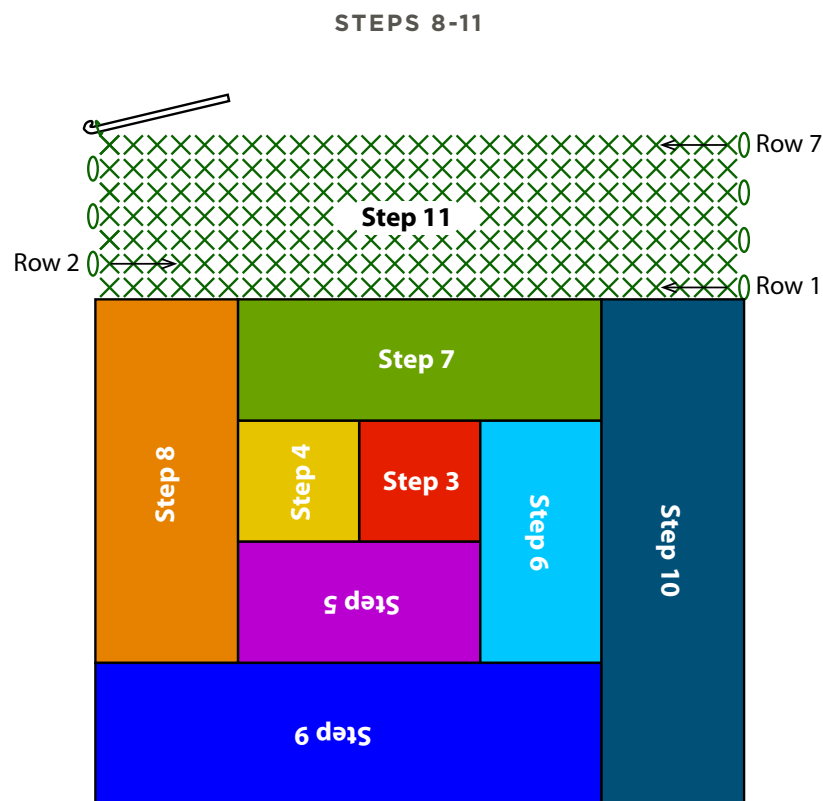 STEPS 8-11
Row 7
Step 11
Row 2
Row 1
Step 7
Step 8
Step 4
Step 3
Step 6
Step 10
Step 5
Step 9